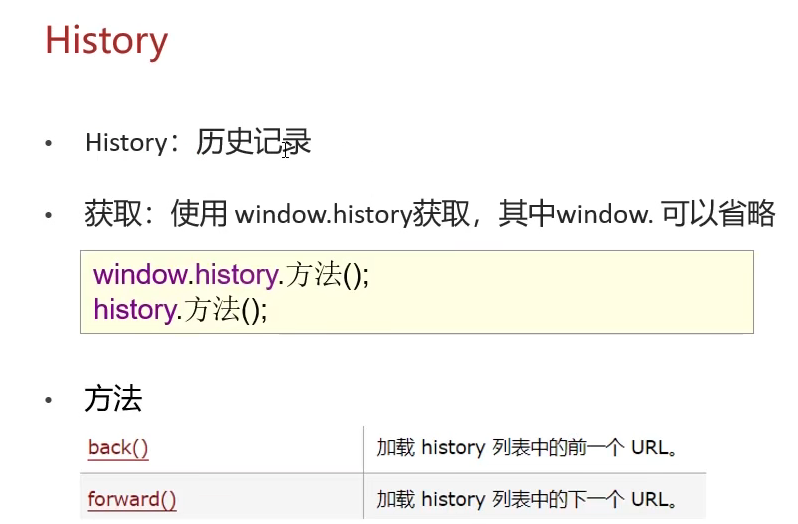 History
• History：历史记录
• 获取：使用 window.history获取，其中window. 可以省略
window.history.方法();
history.方法();
• 方法
back() 加载 history 列表中的前一个 URL。
forward() 加载 history 列表中的下一个 URL。